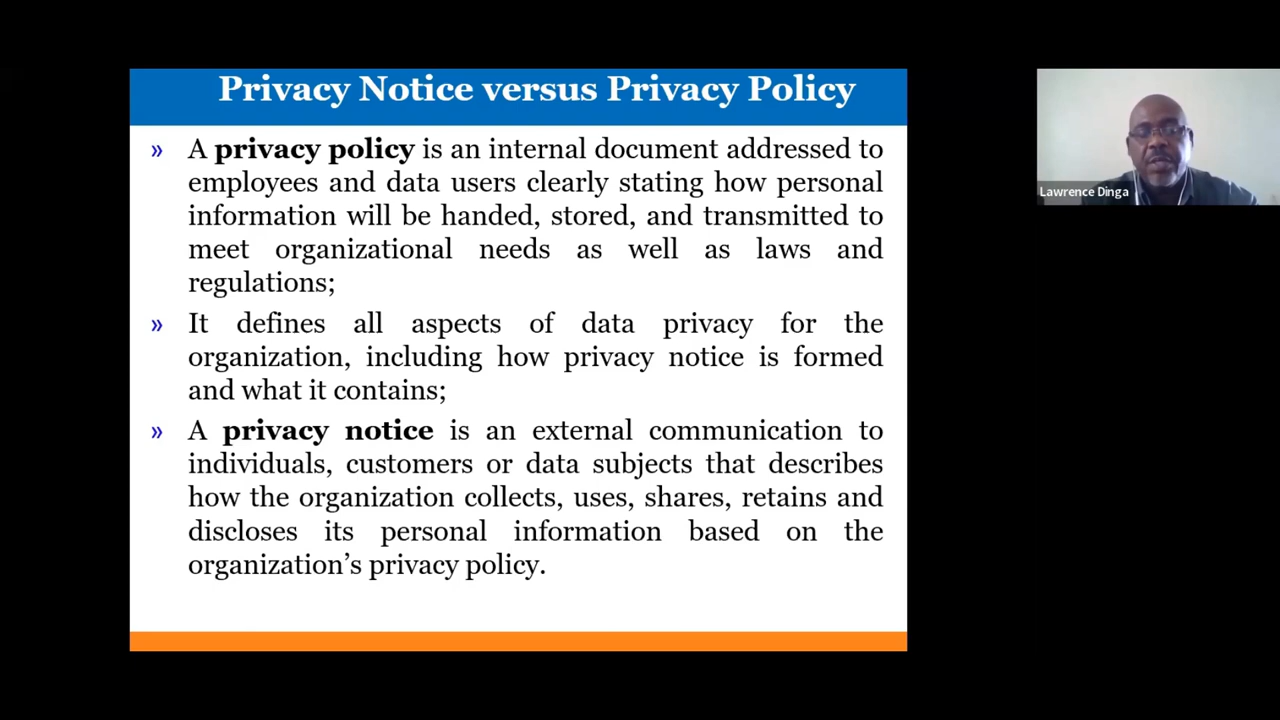 Privacy Notice versus Privacy Policy
» A privacy policy is an internal document addressed to
employees and data users clearly stating how personal
information will be handed, stored, and transmitted to
meet organizational needs as well as laws and
regulations;
» It defines all aspects of data privacy for the
organization, including how privacy notice is formed
and what it contains;
» A privacy notice is an external communication to
individuals, customers or data subjects that describes
how the organization collects, uses, shares, retains and
discloses its personal information based on the
organization’s privacy policy.
Lawrence Dinga